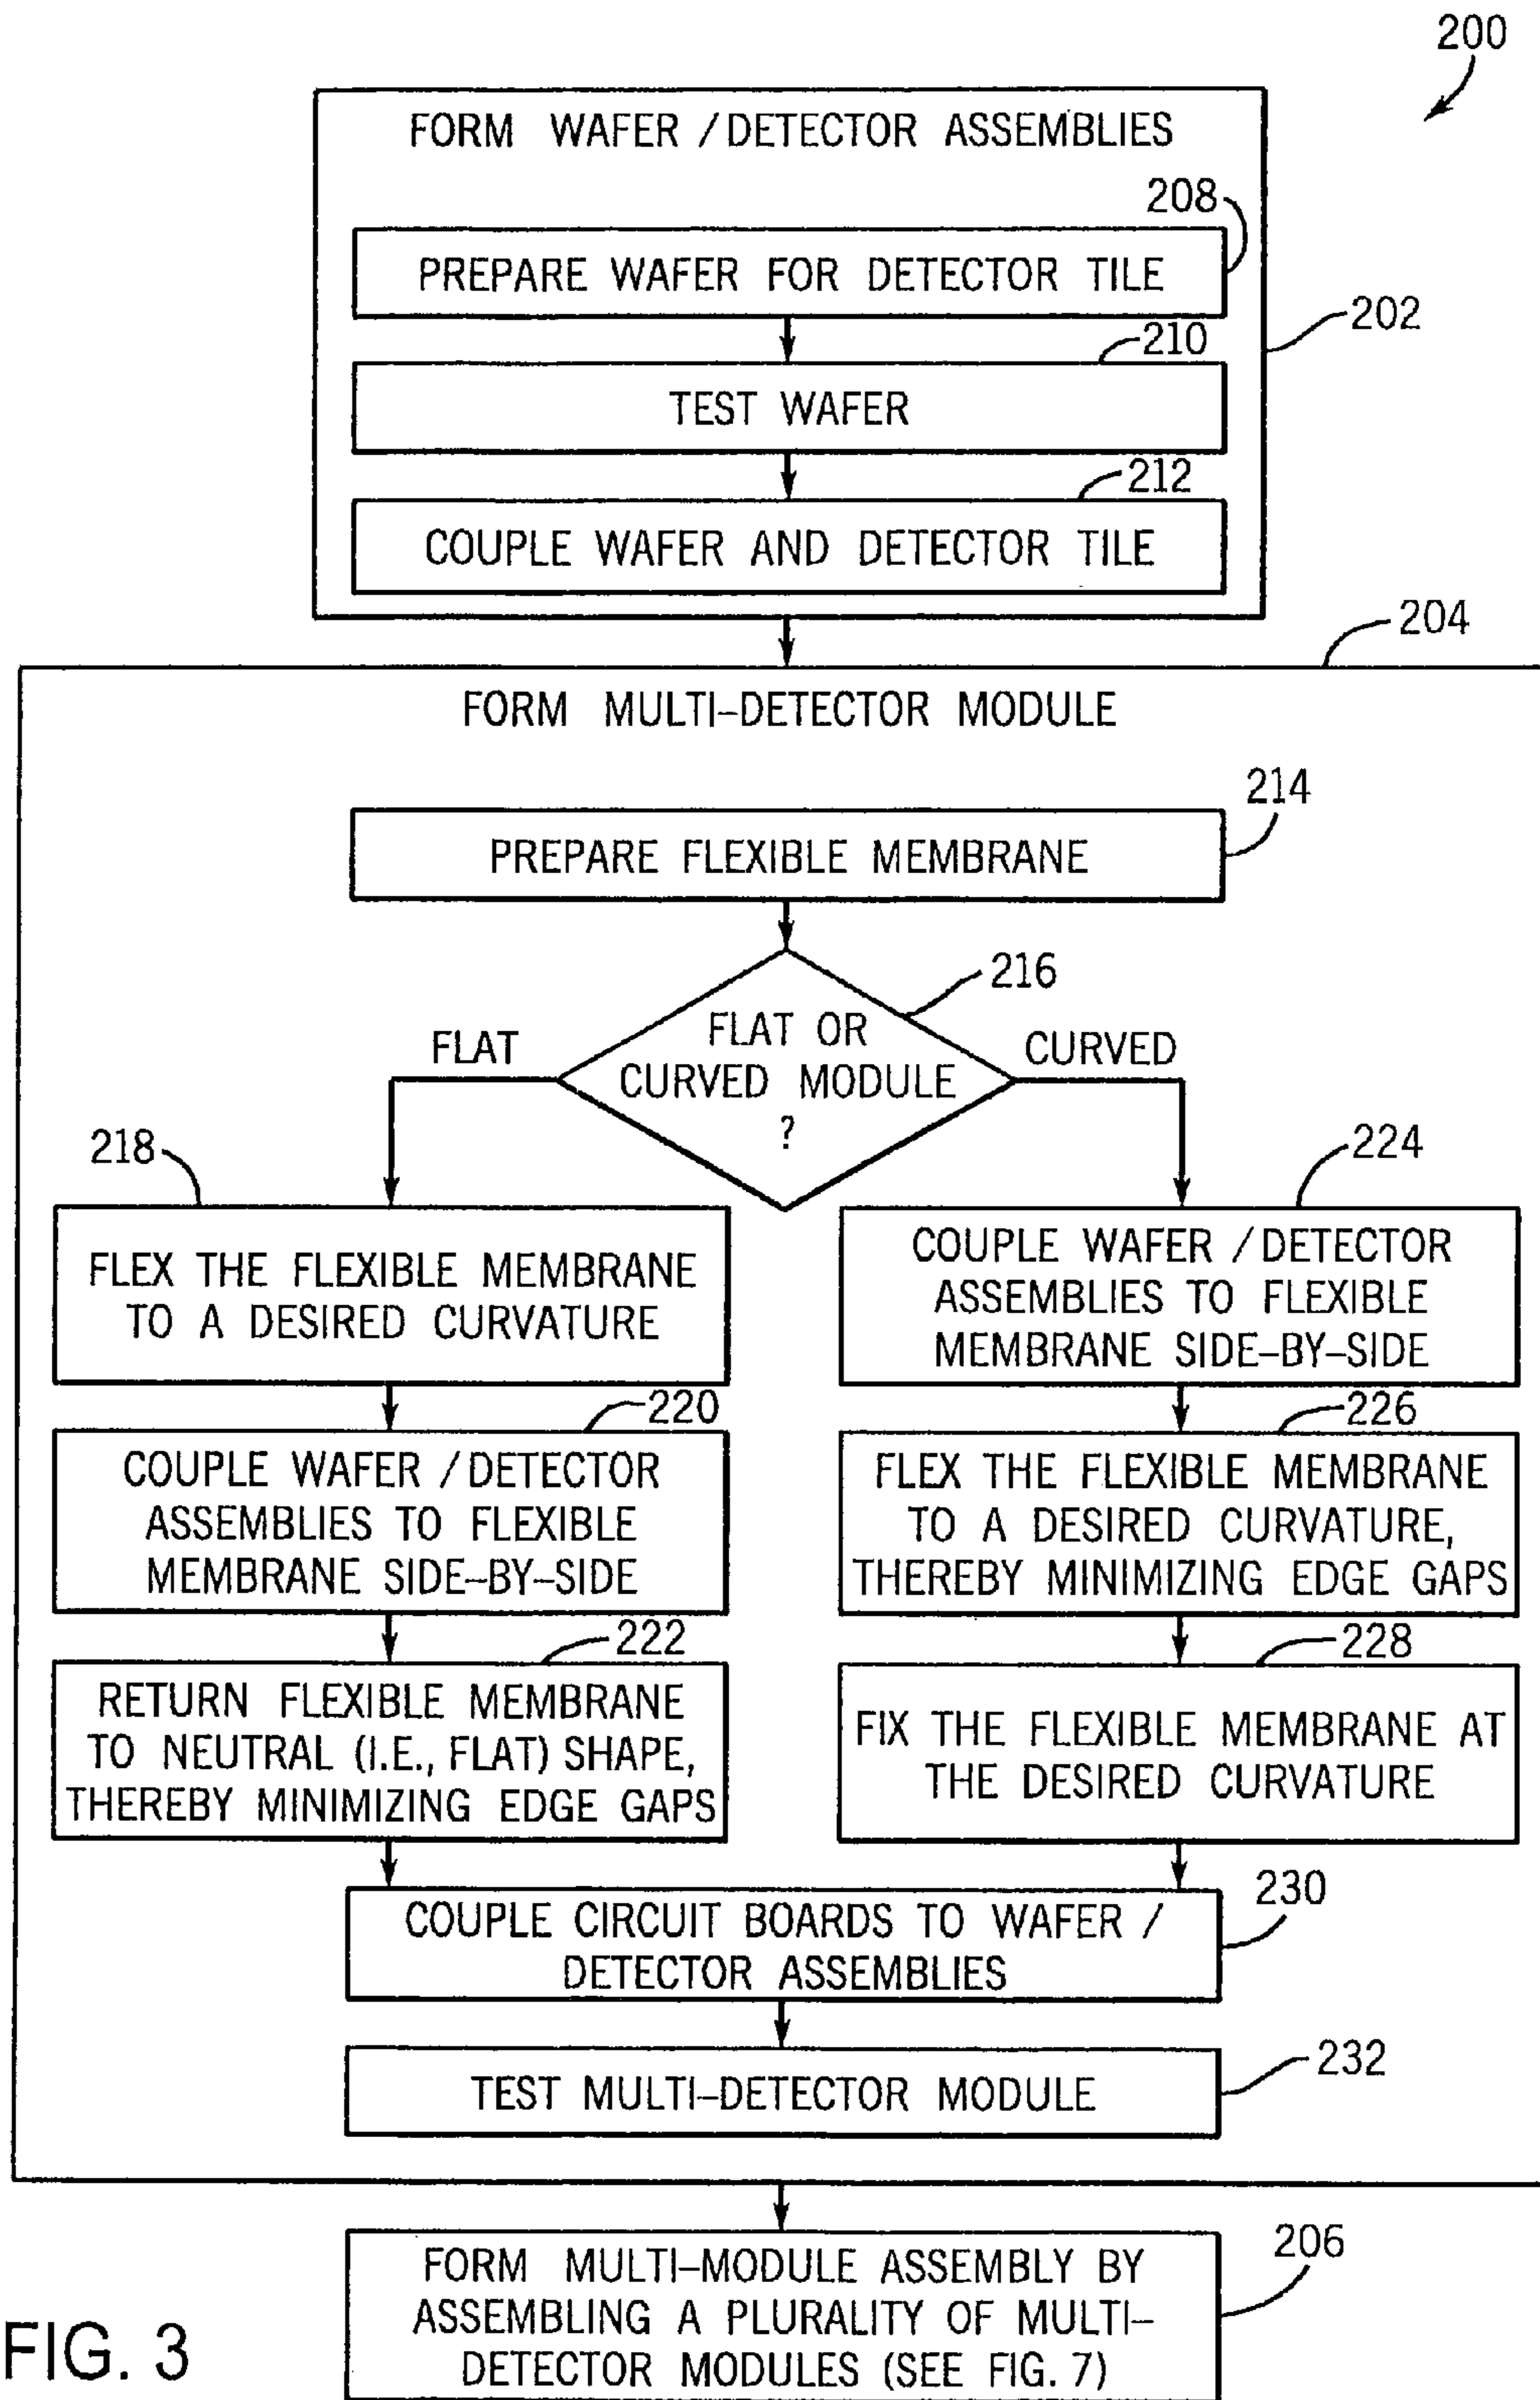 200
FORM WAFER / DETECTOR ASSEMBLIES
208
PREPARE WAFER FOR DETECTOR TILE
202
210
TEST WAFER
212
COUPLE WAFER AND DETECTOR TILE
204
FORM MULTI-DETECTOR MODULE
214
PREPARE FLEXIBLE MEMBRANE
216
FLAT OR
CURVED MODULE
?
FLAT
CURVED
218
FLEX THE FLEXIBLE MEMBRANE
TO A DESIRED CURVATURE
220
COUPLE WAFER / DETECTOR
ASSEMBLIES TO FLEXIBLE
MEMBRANE SIDE-BY-SIDE
222
RETURN FLEXIBLE MEMBRANE
TO NEUTRAL (I.E., FLAT) SHAPE,
THEREBY MINIMIZING EDGE GAPS
224
COUPLE WAFER / DETECTOR
ASSEMBLIES TO FLEXIBLE
MEMBRANE SIDE-BY-SIDE
226
FLEX THE FLEXIBLE MEMBRANE
TO A DESIRED CURVATURE,
THEREBY MINIMIZING EDGE GAPS
228
FIX THE FLEXIBLE MEMBRANE AT
THE DESIRED CURVATURE
230
COUPLE CIRCUIT BOARDS TO WAFER /
DETECTOR ASSEMBLIES
232
TEST MULTI-DETECTOR MODULE
206
FORM MULTI-MODULE ASSEMBLY BY
ASSEMBLING A PLURALITY OF MULTI-
DETECTOR MODULES (SEE FIG. 7)
FIG. 3